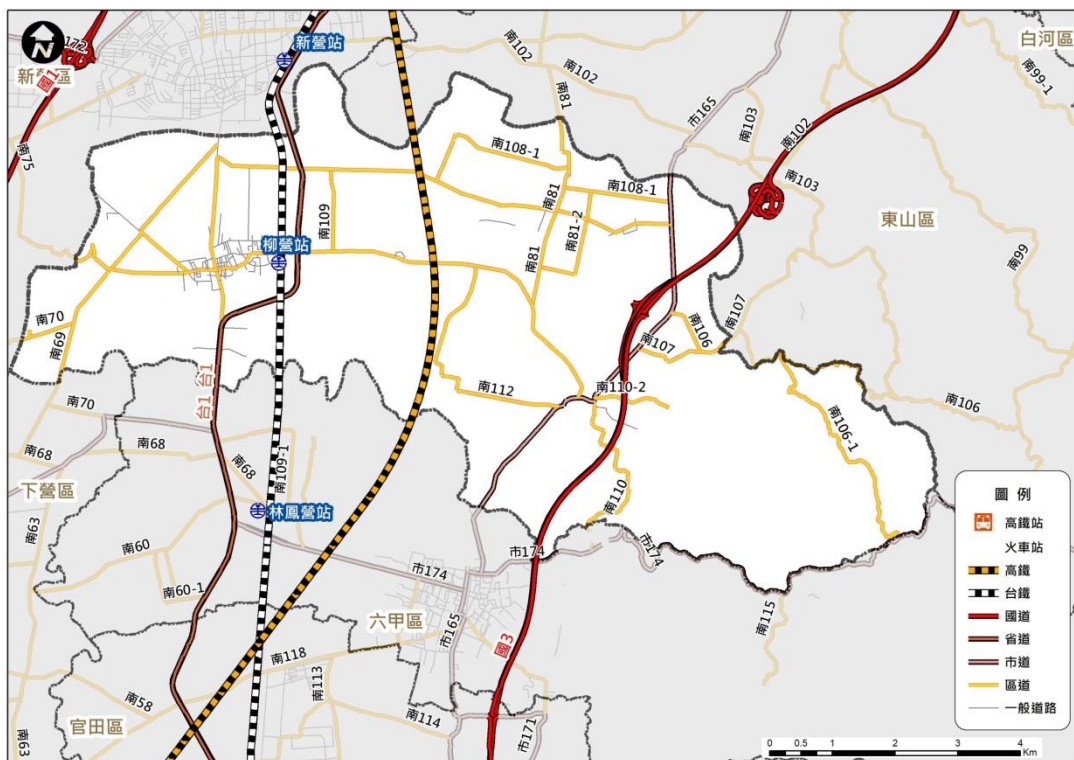 N
172
新營區
國1
新營站
白河區
南102
南102
南99-1
南81
市165
南103
南102
南75
南108-1
南103
南81
南108-1
東山區
南109
南81-2
柳營站
南81
南99
南70
南69
南107
南106
南107
台1
台1
南112
南110-2
南106
南106-1
南70
南68
南68
南68
南109-1
下營區
南63
林鳳營站
南110
南60
市174
市174
市174
南60-1
六甲區
市165
國3
南115
南118
南113
南58
南114
市171
官田區
南63
圖 例
高鐵站
火車站
高鐵
台鐵
國道
省道
市道
區道
一般道路
0 0.5 1 2 3 4
Km